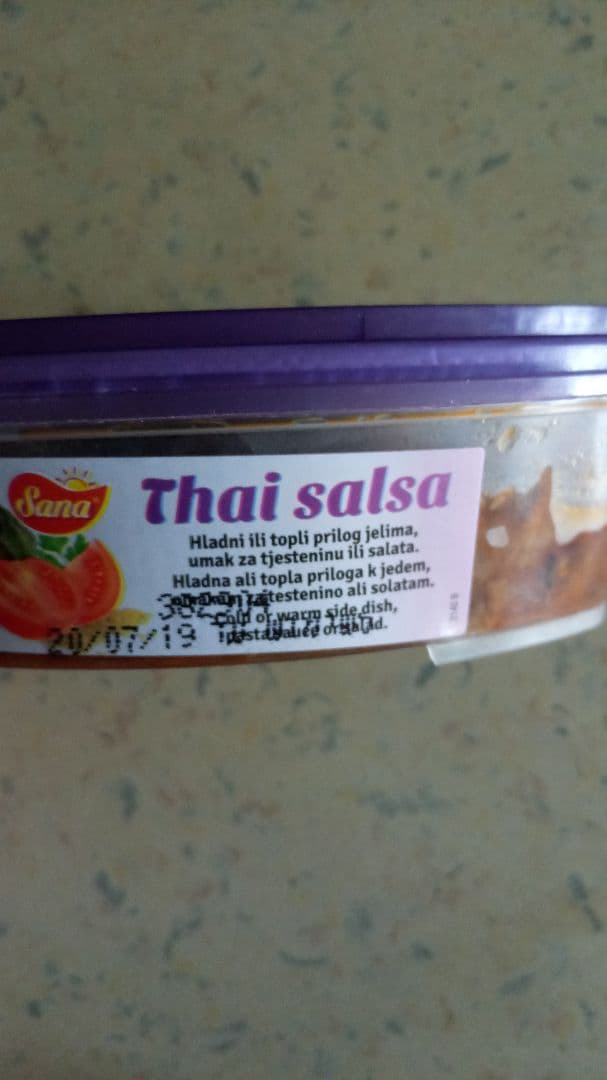 Sana
Thai salsa
Hladni ili topli prilog jelima,
umak za tjesteninu ili salata.
Hladna ali topla priloga k jedem,
testenino ali solatam.
Cold or warm side dish,
20/07/19